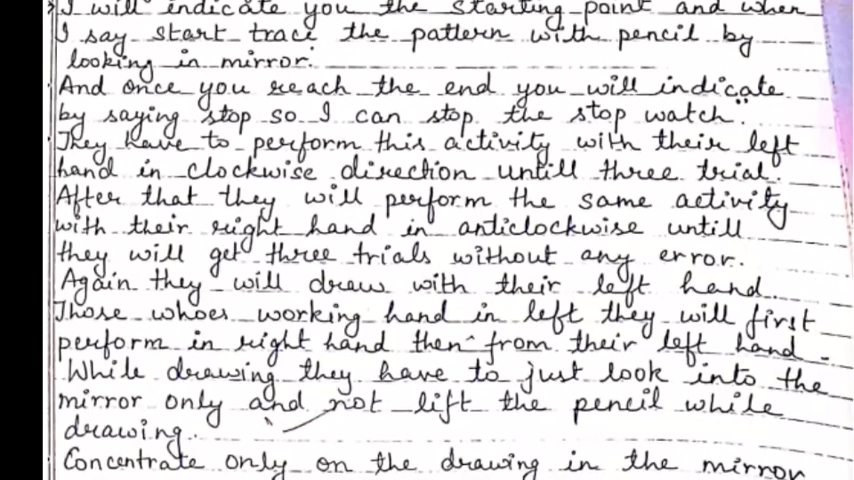 I will indicate you the starting point and when
I say start trace the pattern with pencil by
looking in mirror.
And once you reach the end you will indicate
by saying stop so I can stop the stop watch".
They have to perform this activity with their left
hand in clockwise direction untill three trial.
After that they will perform the same activity
with their right hand in anticlockwise untill
they will get three trials without any error.
Again they will draw with their left hand.
Those whoes working hand in left they will first
perform in right hand then from their left hand.
While drawing they have to just look into the
mirror only and not lift the pencil while
drawing.
Concentrate only on the drawing in the mirror